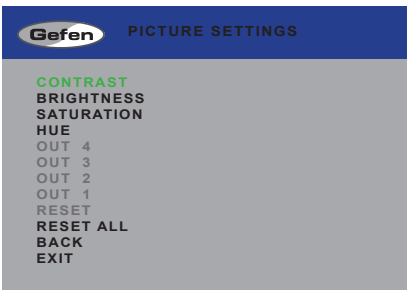 Gefen
PICTURE SETTINGS
CONTRAST
BRIGHTNESS
SATURATION
HUE
OUT 4
OUT 3
OUT 2
OUT 1
RESET
RESET ALL
BACK
EXIT